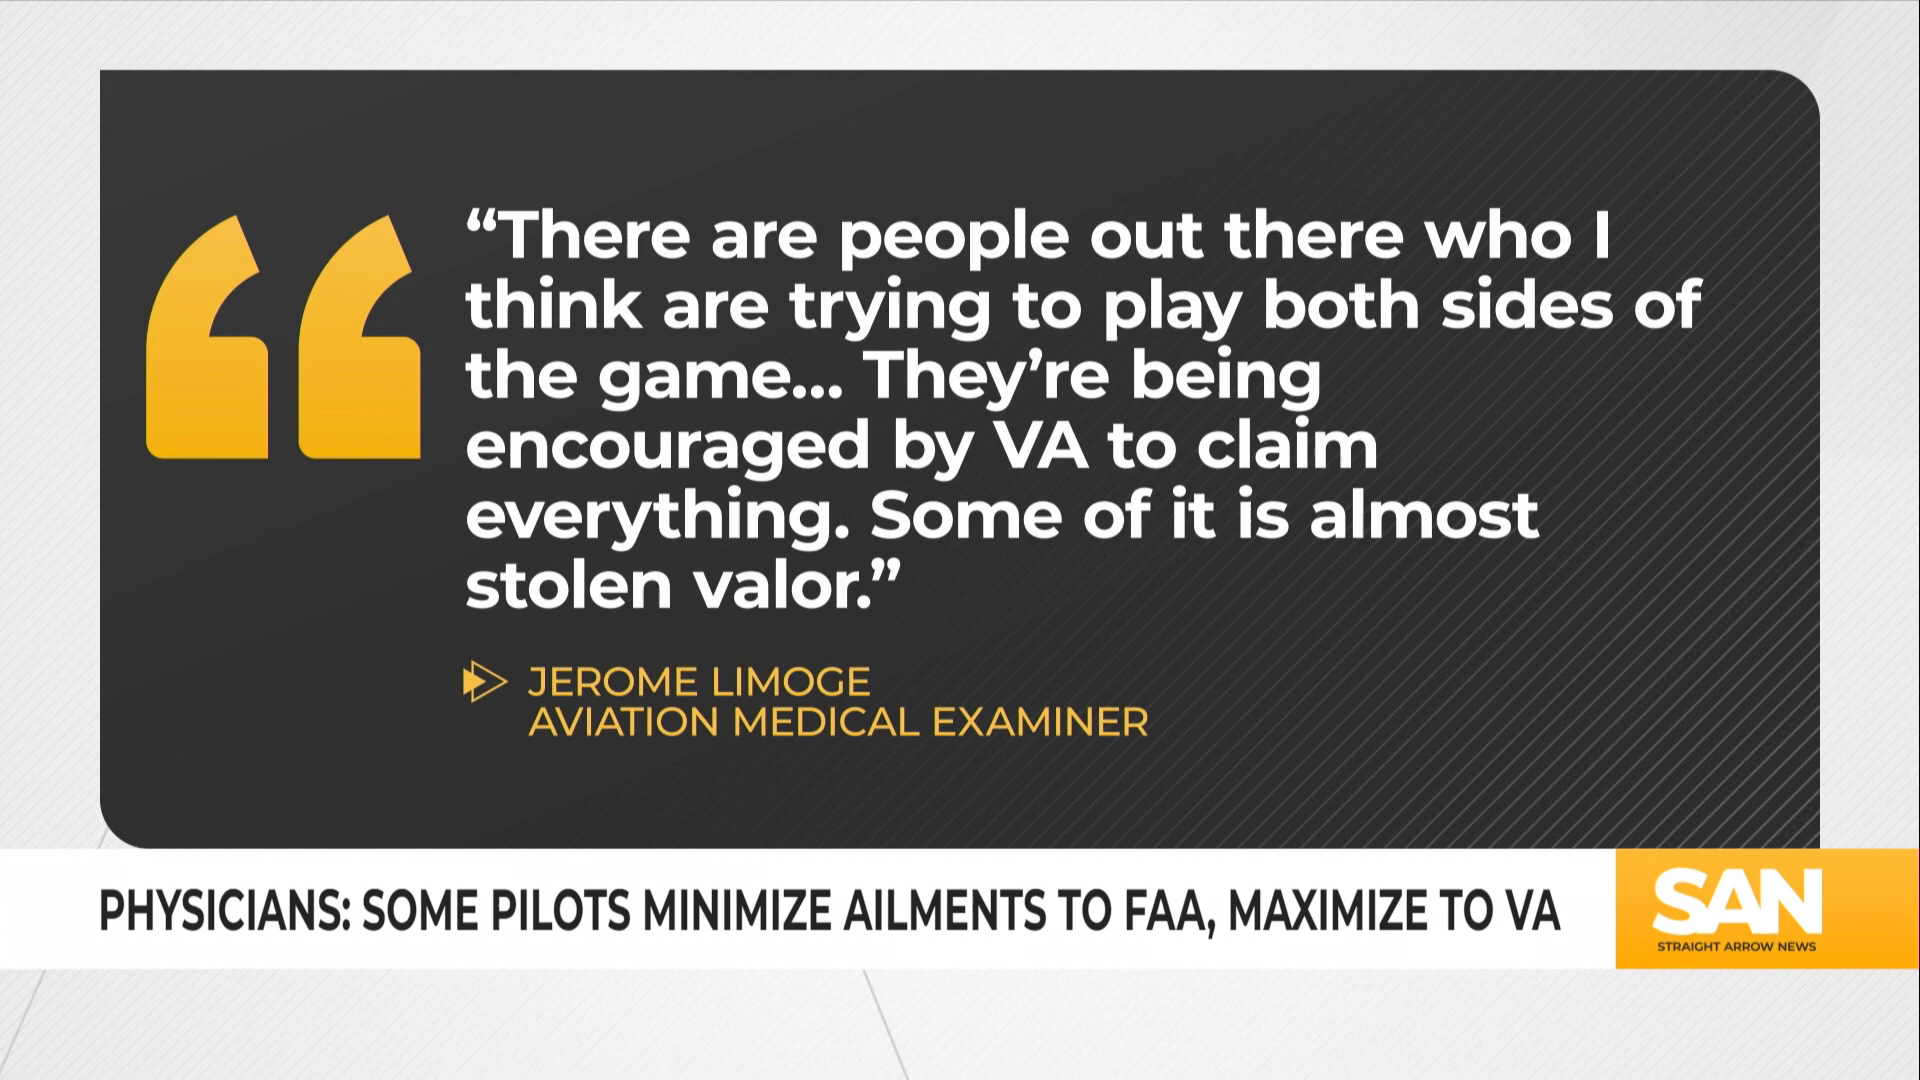 “There are people out there who I
think are trying to play both sides of
the game... They’re being
encouraged by VA to claim
everything. Some of it is almost
stolen valor.”
JEROME LIMOGE
AVIATION MEDICAL EXAMINER
PHYSICIANS: SOME PILOTS MINIMIZE AILMENTS TO FAA, MAXIMIZE TO VA
SAN
STRAIGHT ARROW NEWS